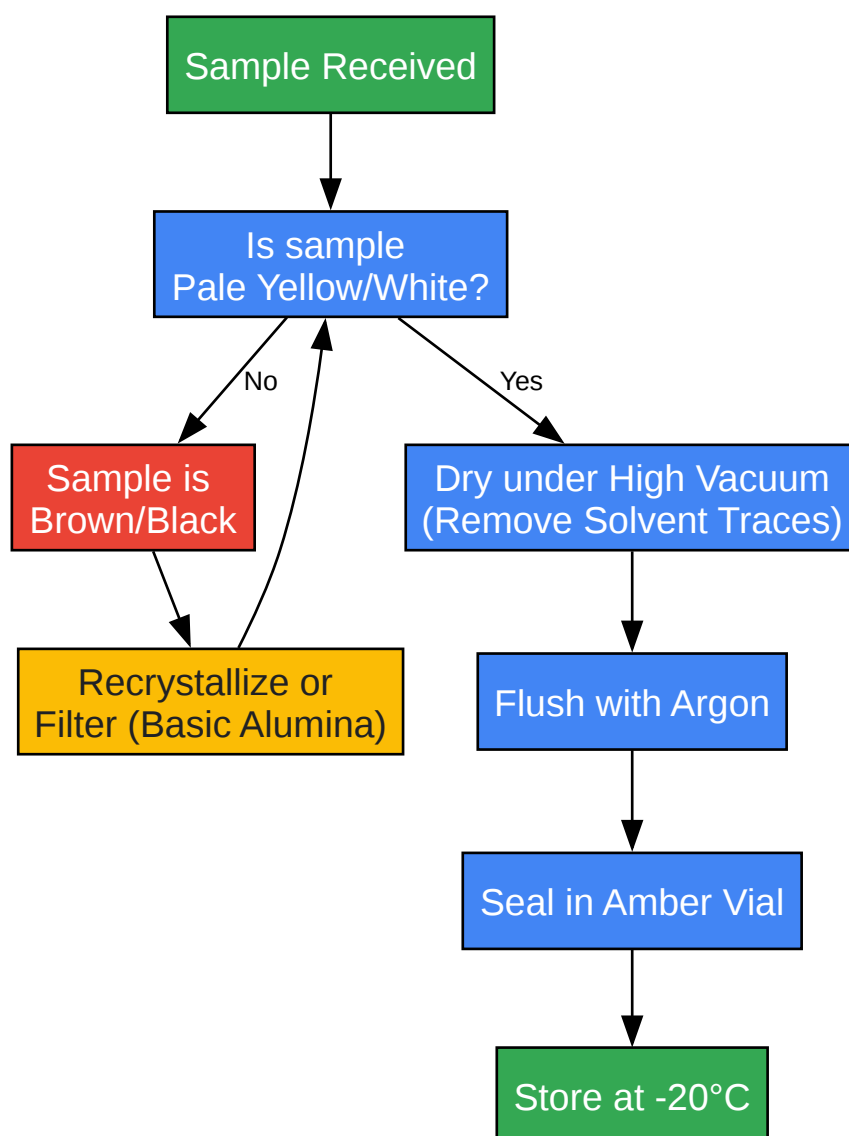 Sample Received
Is sample
Pale Yellow/White?
No
Yes
Sample is
Brown/Black
Dry under High Vacuum
(Remove Solvent Traces)
Recrystallize or
Filter (Basic Alumina)
Flush with Argon
Seal in Amber Vial
Store at -20°C